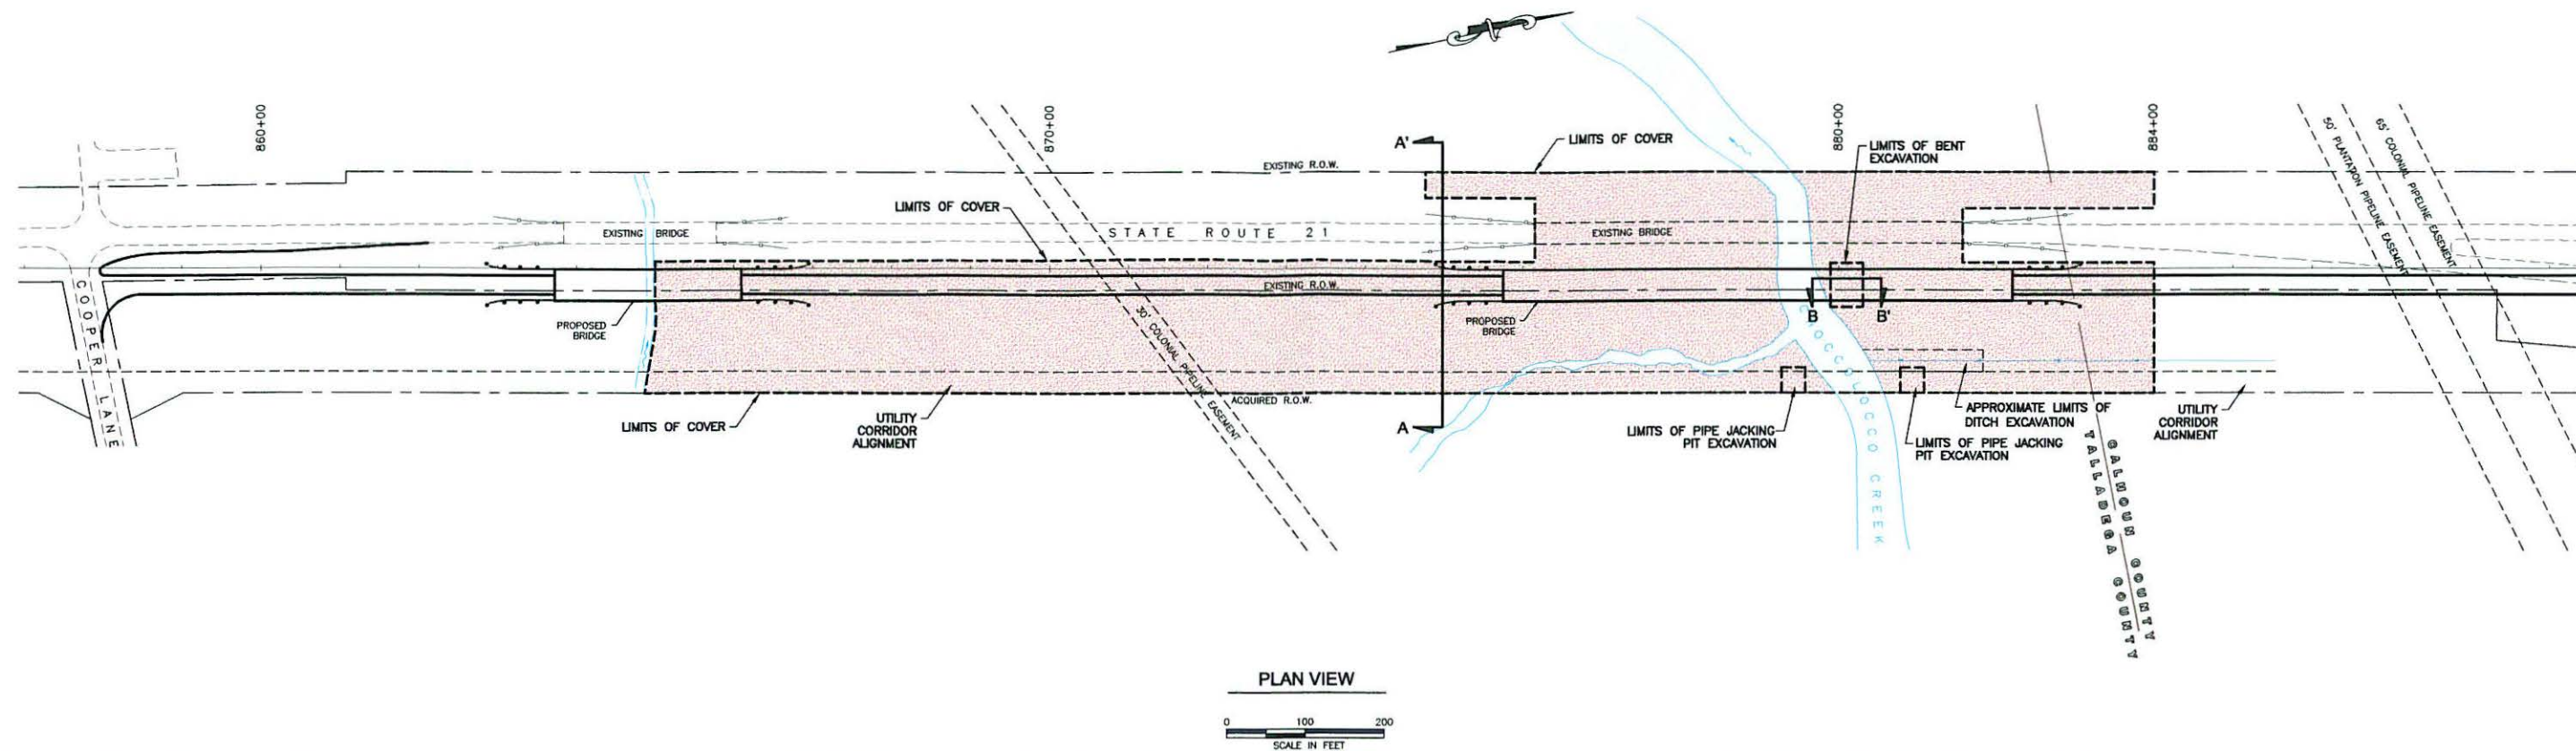 860+00
870+00
880+00
884+00
A'
LIMITS OF COVER
LIMITS OF BENT
EXCAVATION
50' PLANTATION PIPELINE EASEMENT
65' COLONIAL PIPELINE EASEMENT
EXISTING R.O.W.
LIMITS OF COVER
EXISTING BRIDGE
STATE ROUTE 21
EXISTING BRIDGE
EXISTING R.O.W.
COOPER LANE
PROPOSED
BRIDGE
30' COLONIAL PIPELINE EASEMENT
PROPOSED
BRIDGE
B
B'
CHOCCOLOCCO CREEK
LIMITS OF COVER
UTILITY
CORRIDOR
ALIGNMENT
ACQUIRED R.O.W.
A
LIMITS OF PIPE JACKING
PIT EXCAVATION
APPROXIMATE LIMITS OF
DITCH EXCAVATION
LIMITS OF PIPE JACKING
PIT EXCAVATION
UTILITY
CORRIDOR
ALIGNMENT
CALHOUN COUNTY
TALLADEGA COUNTY
PLAN VIEW
0 100 200
SCALE IN FEET